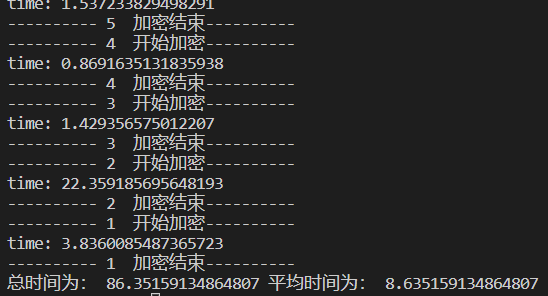 time: 1.537233829498291
---------- 5  加密结束----------
---------- 4  开始加密----------
time: 0.8691635131835938
---------- 4  加密结束----------
---------- 3  开始加密----------
time: 1.429356575012207
---------- 3  加密结束----------
---------- 2  开始加密----------
time: 22.359185695648193
---------- 2  加密结束----------
---------- 1  开始加密----------
time: 3.8360085487365723
---------- 1  加密结束----------
总时间为： 86.35159134864807 平均时间为： 8.635159134864807